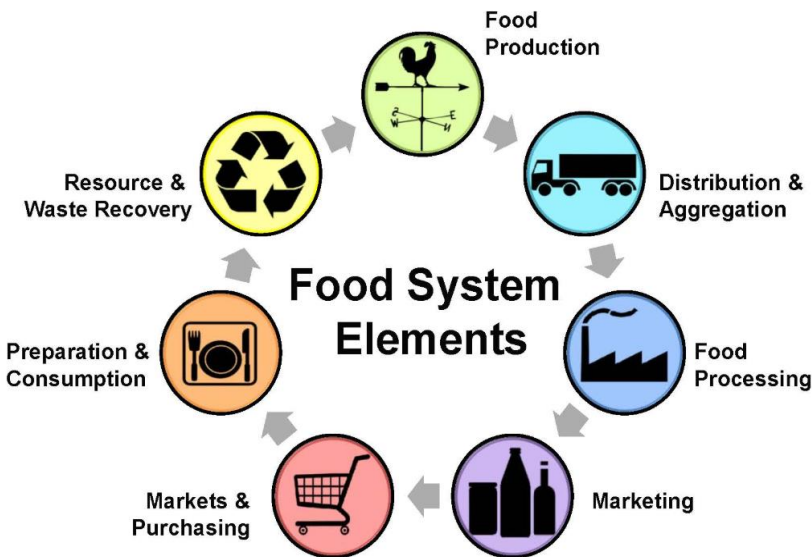 Food
Production
Distribution &
Aggregation
Food
Processing
Marketing
Markets &
Purchasing
Preparation &
Consumption
Resource &
Waste Recovery
Food System
Elements
S
E
W
N